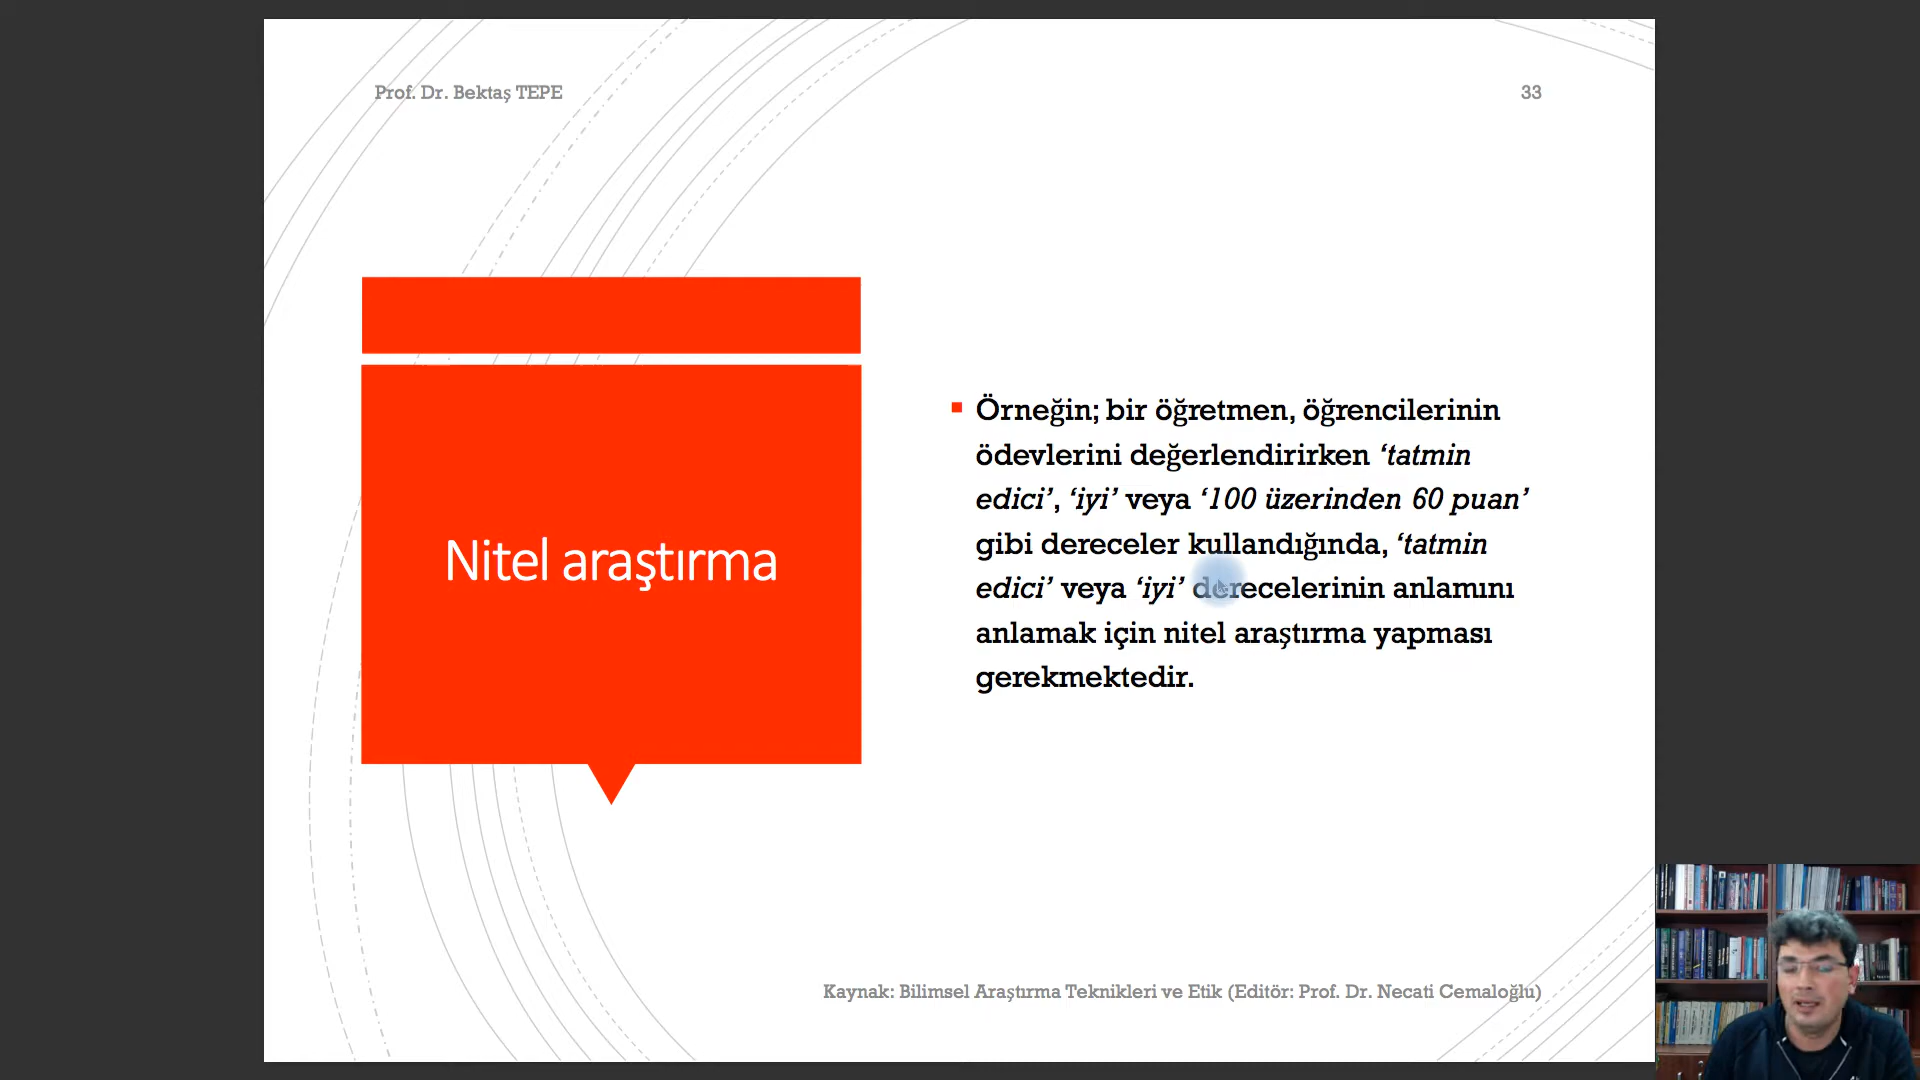 Prof. Dr. Bektaş TEPE
33
Nitel araştırma
Örneğin; bir öğretmen, öğrencilerinin
ödevlerini değerlendirirken ‘tatmin
edici’, ‘iyi’ veya ‘100 üzerinden 60 puan’
gibi dereceler kullandığında, ‘tatmin
edici’ veya ‘iyi’ derecelerinin anlamını
anlamak için nitel araştırma yapması
gerekmektedir.
Kaynak: Bilimsel Araştırma Teknikleri ve Etik (Editör: Prof. Dr. Necati Cemaloğlu)